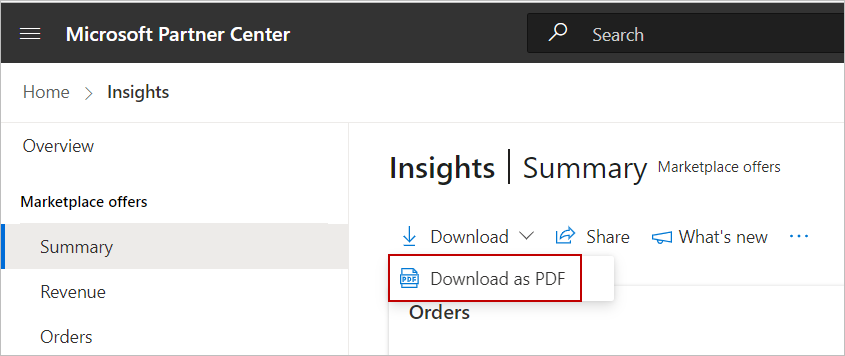 Microsoft Partner Center
Search
Home > Insights
Overview
Marketplace offers
Summary
Revenue
Orders
Insights | Summary Marketplace offers
Download Share What's new ...
PDF Download as PDF
Orders